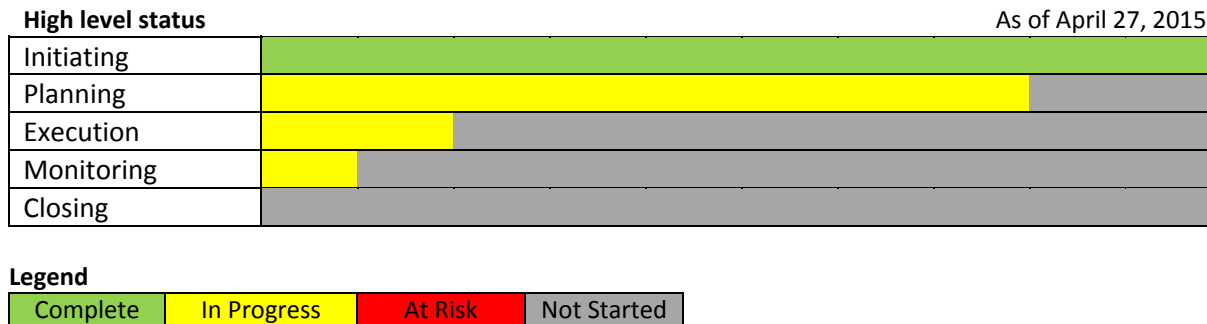 High level status As of April 27, 2015
Initiating
Planning
Execution
Monitoring
Closing
Legend
Complete In Progress At Risk Not Started